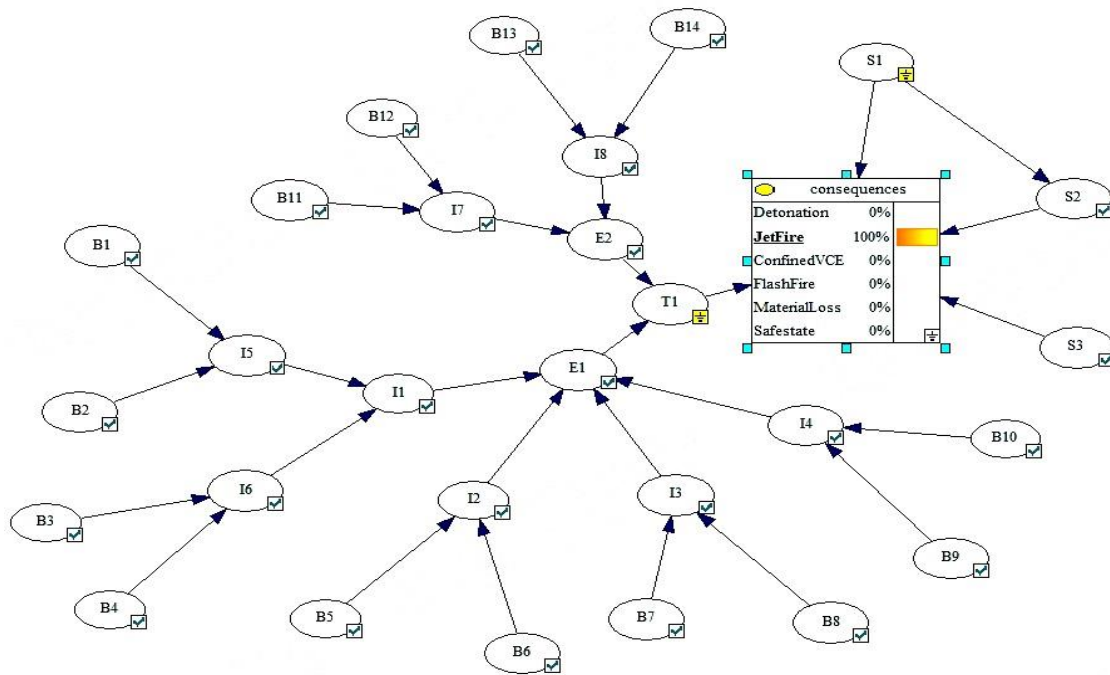 B13
B14
S1
B12
I8
consequences
B11
I7
S2
Detonation 0%
JetFire 100%
E2
B1
ConfinedVCE 0%
FlashFire 0%
T1
MaterialLoss 0%
Safestate 0%
S3
I5
E1
I1
B2
I4
B10
I6
I2
I3
B3
B9
B4
B5
B7
B8
B6